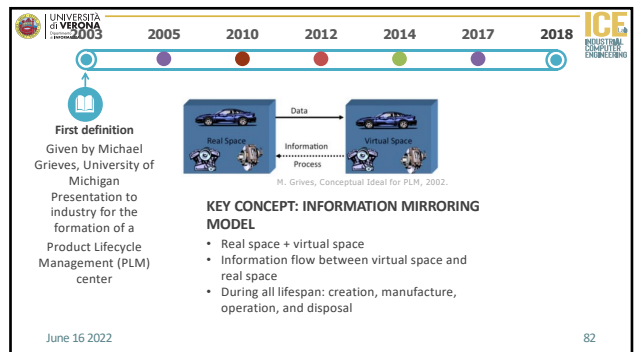 UNIVERSITÀ
di VERONA
Dipartimento
di INFORMATICA
2003 2005 2010 2012 2014 2017 2018
ICE Lab
INDUSTRIAL
COMPUTER
ENGINEERING
First definition
Given by Michael
Grieves, University of
Michigan
Presentation to
industry for the
formation of a
Product Lifecycle
Management (PLM)
center
Data
Real Space
Virtual Space
Information
Process
M. Grives, Conceptual Ideal for PLM, 2002.
KEY CONCEPT: INFORMATION MIRRORING
MODEL
• Real space + virtual space
• Information flow between virtual space and
real space
• During all lifespan: creation, manufacture,
operation, and disposal
June 16 2022
82